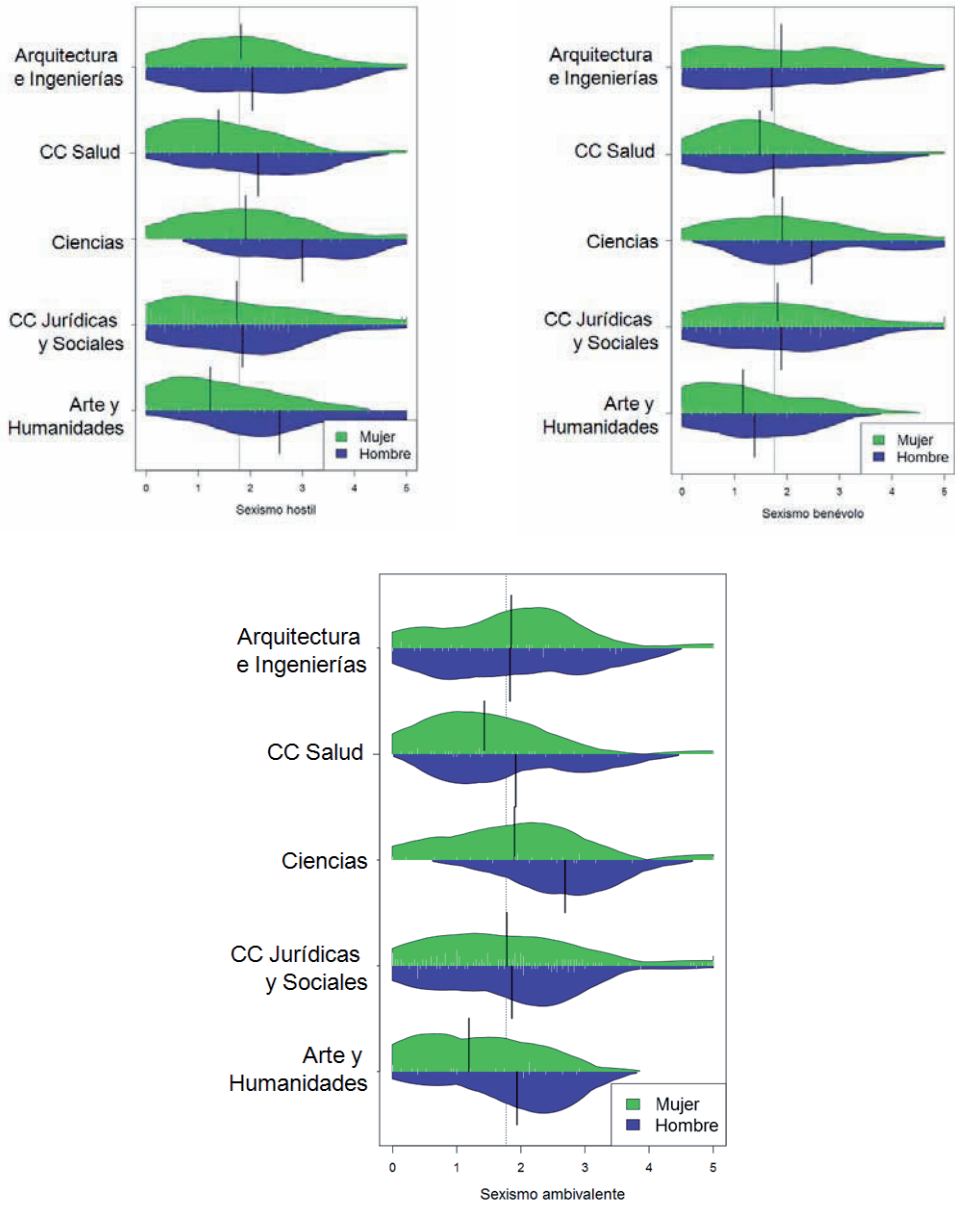 Arquitectura
e Ingenierías
CC Salud
Ciencias
CC Jurídicas
y Sociales
Arte y
Humanidades
Mujer
Hombre
0 1 2 3 4 5
Sexismo hostil
Arquitectura
e Ingenierías
CC Salud
Ciencias
CC Jurídicas
y Sociales
Arte y
Humanidades
Mujer
Hombre
0 1 2 3 4 5
Sexismo benévolo
Arquitectura
e Ingenierías
CC Salud
Ciencias
CC Jurídicas
y Sociales
Arte y
Humanidades
Mujer
Hombre
0 1 2 3 4 5
Sexismo ambivalente